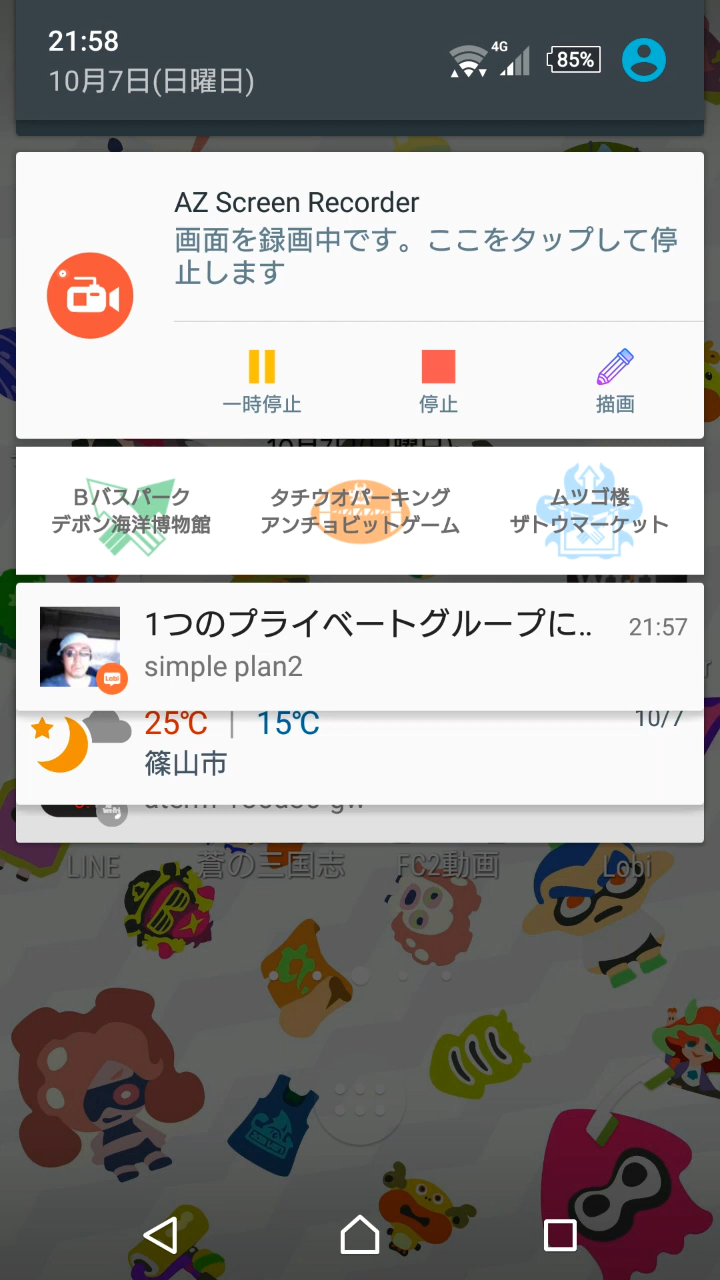 21:58
10月7日(日曜日)
4G
85%
AZ Screen Recorder
画面を録画中です。ここをタップして停
止します
一時停止
停止
描画
Bバスパーク
デボン海洋博物館
タチウオパーキング
アンチョビットゲーム
ムツゴ楼
ザトウマーケット
1つのプライベートグループに..
21:57
Lobi
simple plan2
25℃ | 15℃
10/7
篠山市
LINE
蒼の三国志
FC2動画
Lobi